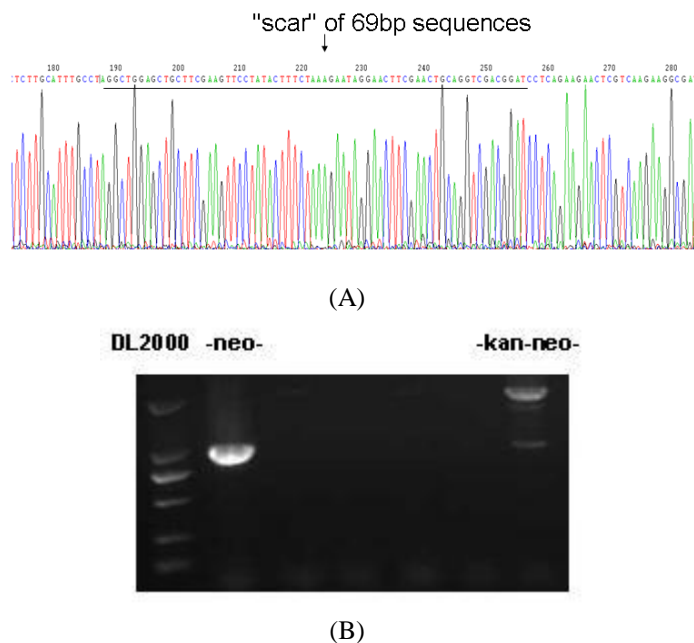 "scar" of 69bp sequences
180 190 200 210 220 230 240 250 260 270 280
TCTTGCATTTGCCTAGGCTGGAGCTGCTTCGAAGTTCCTATACTTTCTAAAGAATAGGAACTTCGAACTGCAGGTCGACGGATCCTCAGAAGAACTCGTCAAGAAGGCGA
(A)
DL2000 -neo- -kan-neo-
(B)